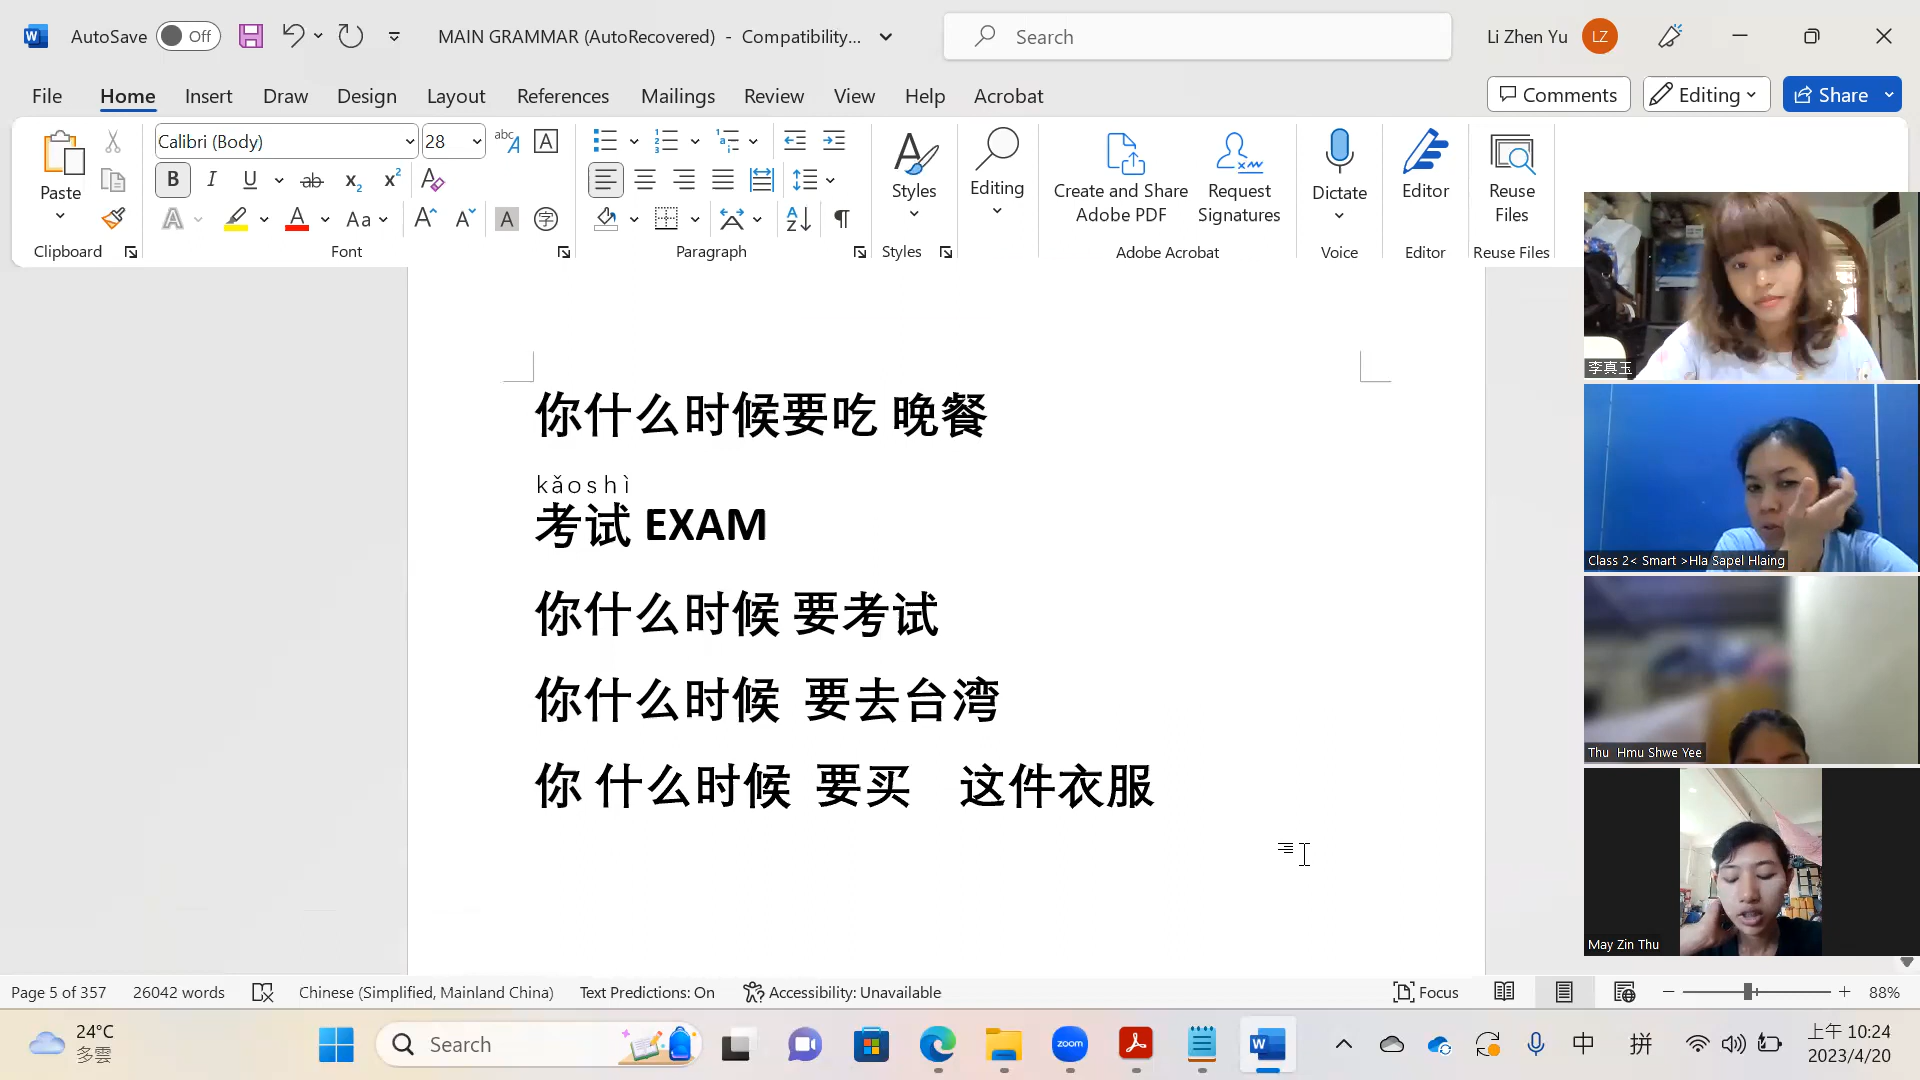 AutoSave Off MAIN GRAMMAR (AutoRecovered) - Compatibility... Search Li Zhen Yu LZ
File Home Insert Draw Design Layout References Mailings Review View Help Acrobat Comments Editing Share
Calibri (Body) 28
Paste Styles Editing Create and Share Adobe PDF Request Signatures Dictate Editor Reuse Files
Clipboard Font Paragraph Styles Adobe Acrobat Voice Editor Reuse Files
你什么时候要吃 晚餐
kǎoshì
考试 EXAM
你什么时候 要考试
你什么时候 要去台湾
你 什么时候 要买 这件衣服
李真玉
Class 2< Smart >Hla Sapel Hlaing
Thu Hmu Shwe Yee
May Zin Thu
Page 5 of 357 26042 words Chinese (Simplified, Mainland China) Text Predictions: On Accessibility: Unavailable Focus 88%
24°C
多雲
Search
zoom
中 拼
上午 10:24
2023/4/20